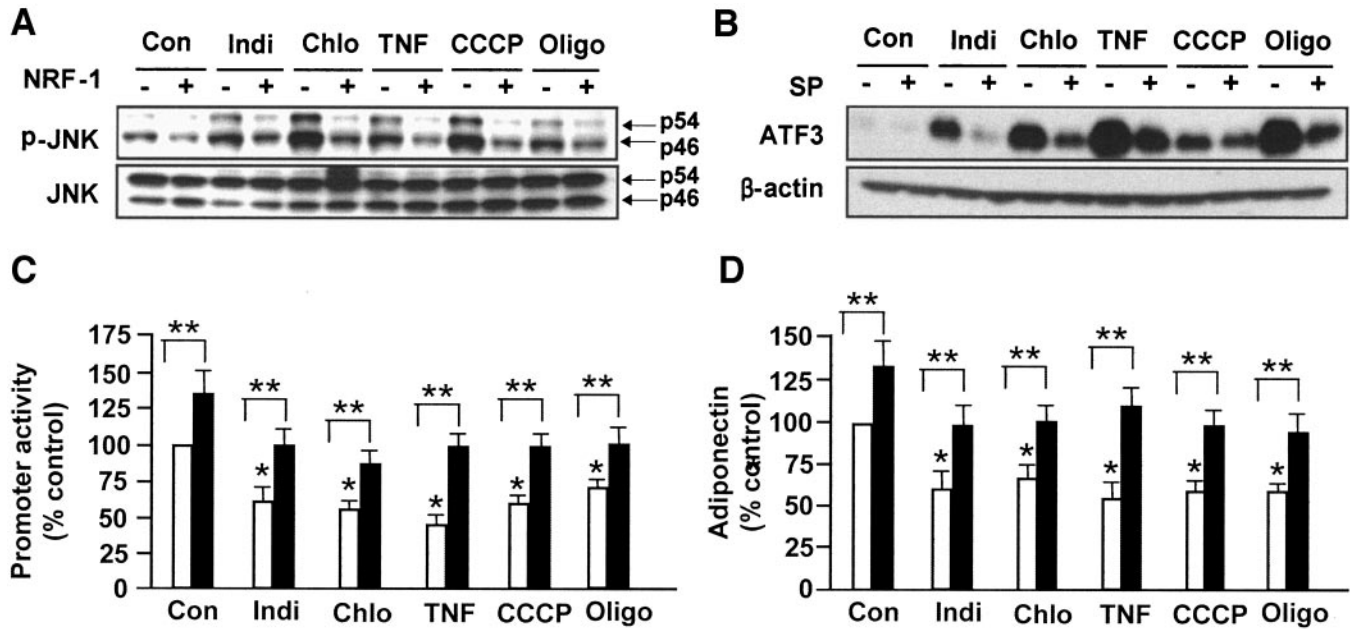 A
Con Indi Chlo TNF CCCP Oligo
NRF-1 - + - + - + - + - + - +
p-JNK
p54
p46
JNK
p54
p46
B
Con Indi Chlo TNF CCCP Oligo
SP - + - + - + - + - + - +
ATF3
β-actin
C
Promoter activity
(% control)
175
150
125
100
75
50
25
0
** ** ** ** ** **
* * * * *
Con Indi Chlo TNF CCCP Oligo
D
Adiponectin
(% control)
150
125
100
75
50
25
0
** ** ** ** ** **
* * * * *
Con Indi Chlo TNF CCCP Oligo